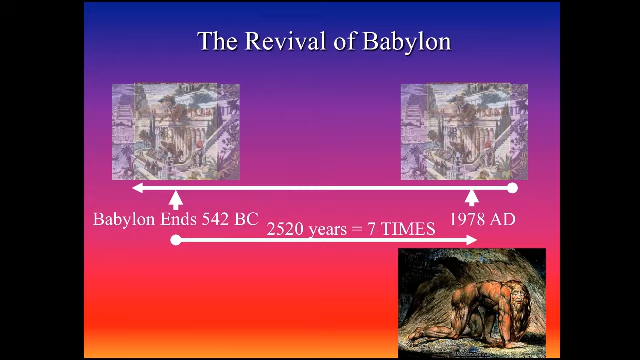 The Revival of Babylon
Babylon Ends 542 BC
1978 AD
2520 years = 7 TIMES